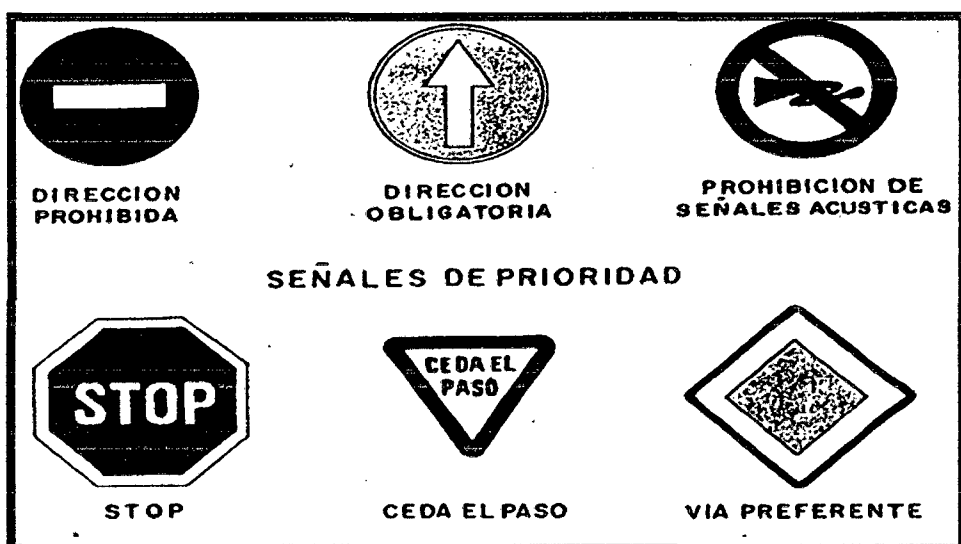 DIRECCION
PROHIBIDA
DIRECCION
OBLIGATORIA
PROHIBICION DE
SEÑALES ACUSTICAS
SEÑALES DE PRIORIDAD
STOP
CEDA EL
PASO
STOP
CEDA EL PASO
VIA PREFERENTE